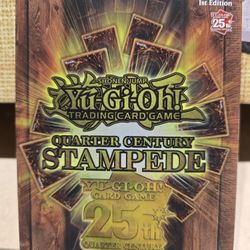 1st Edition
25th
SHONEN JUMP
Yu-Gi-Oh!
TRADING CARD GAME
QUARTER CENTURY
STAMPEDE
YU-GI-OH!
CARD GAME
25th
QUARTER CENTURY